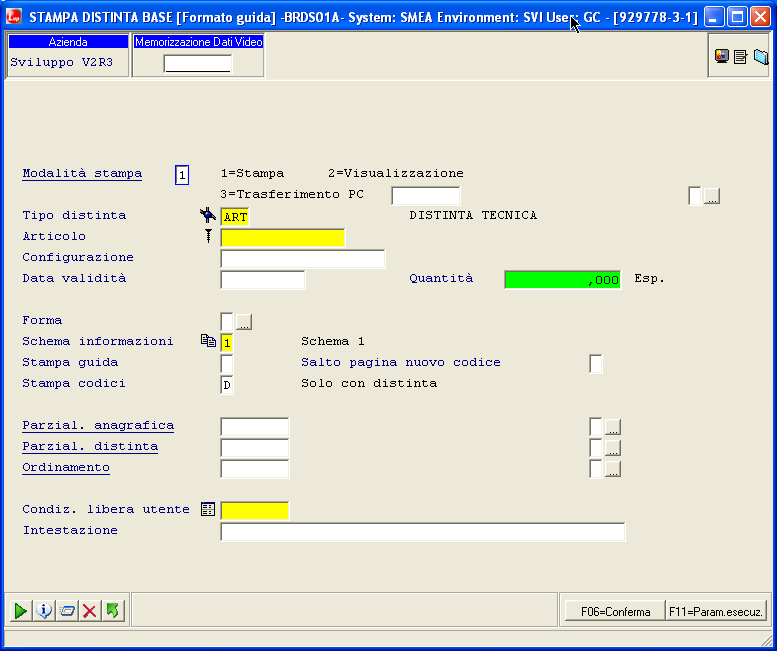 STAMPA DISTINTA BASE [Formato guida] -BRDS01A- System: SMEA Environment: SVI User: GC - [929778-3-1]
Azienda
Memorizzazione Dati Video
Sviluppo V2R3
Modalità stampa 1 1=Stampa 2=Visualizzazione
3=Trasferimento PC ...
Tipo distinta ART DISTINTA TECNICA
Articolo
Configurazione
Data validità Quantità ,000 Esp.
Forma ...
Schema informazioni 1 Schema 1
Stampa guida Salto pagina nuovo codice
Stampa codici D Solo con distinta
Parzial. anagrafica ...
Parzial. distinta ...
Ordinamento ...
Condiz. libera utente
Intestazione
F06=Conferma F11=Param.esecuz.